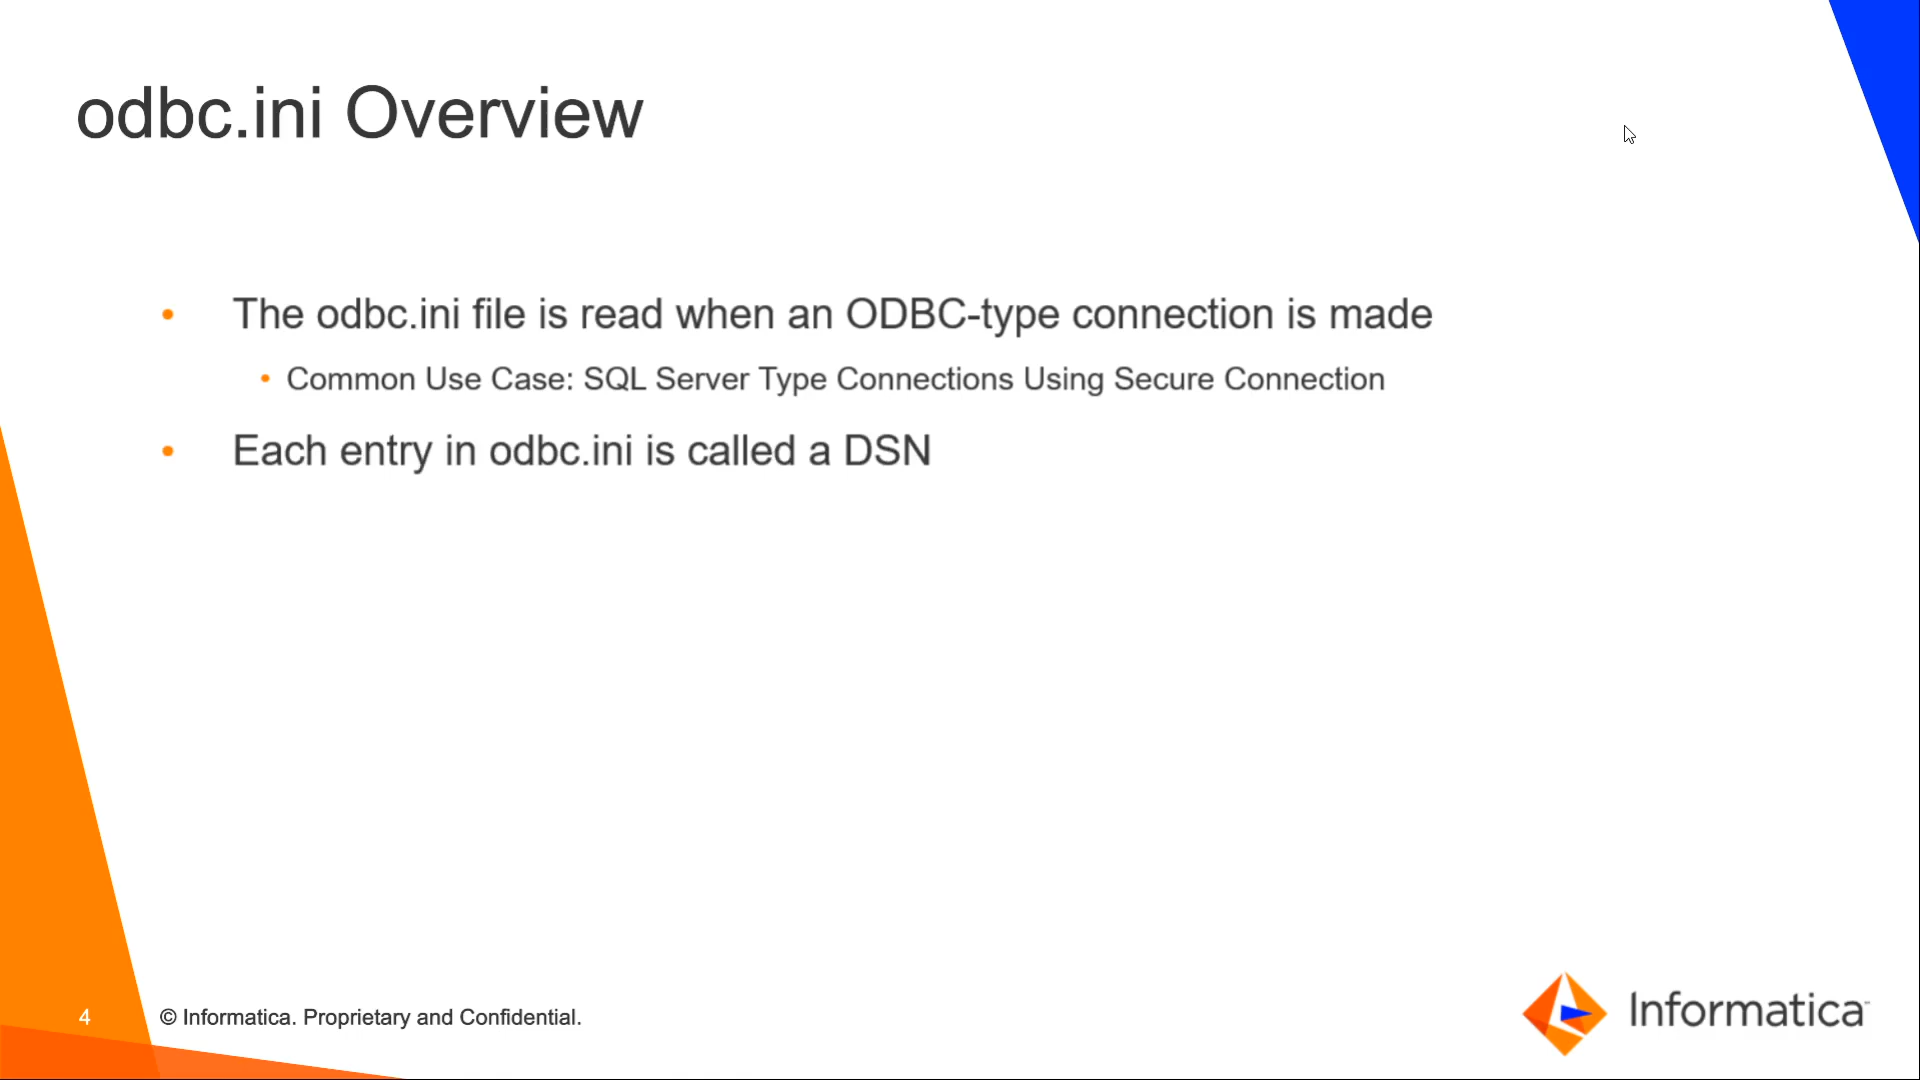 odbc.ini Overview
• The odbc.ini file is read when an ODBC-type connection is made
• Common Use Case: SQL Server Type Connections Using Secure Connection
• Each entry in odbc.ini is called a DSN
4 © Informatica. Proprietary and Confidential.
Informatica